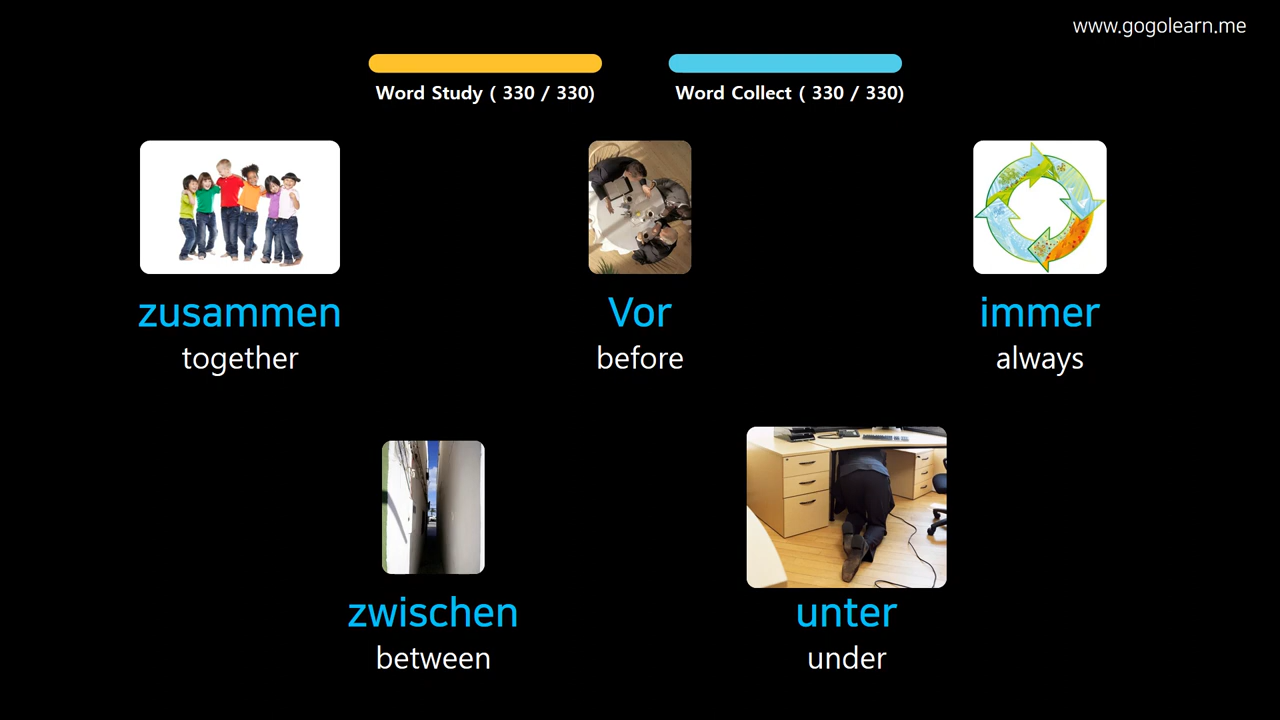 www.gogolearn.me
Word Study ( 330 / 330)
Word Collect ( 330 / 330)
zusammen
together
Vor
before
immer
always
zwischen
between
unter
under